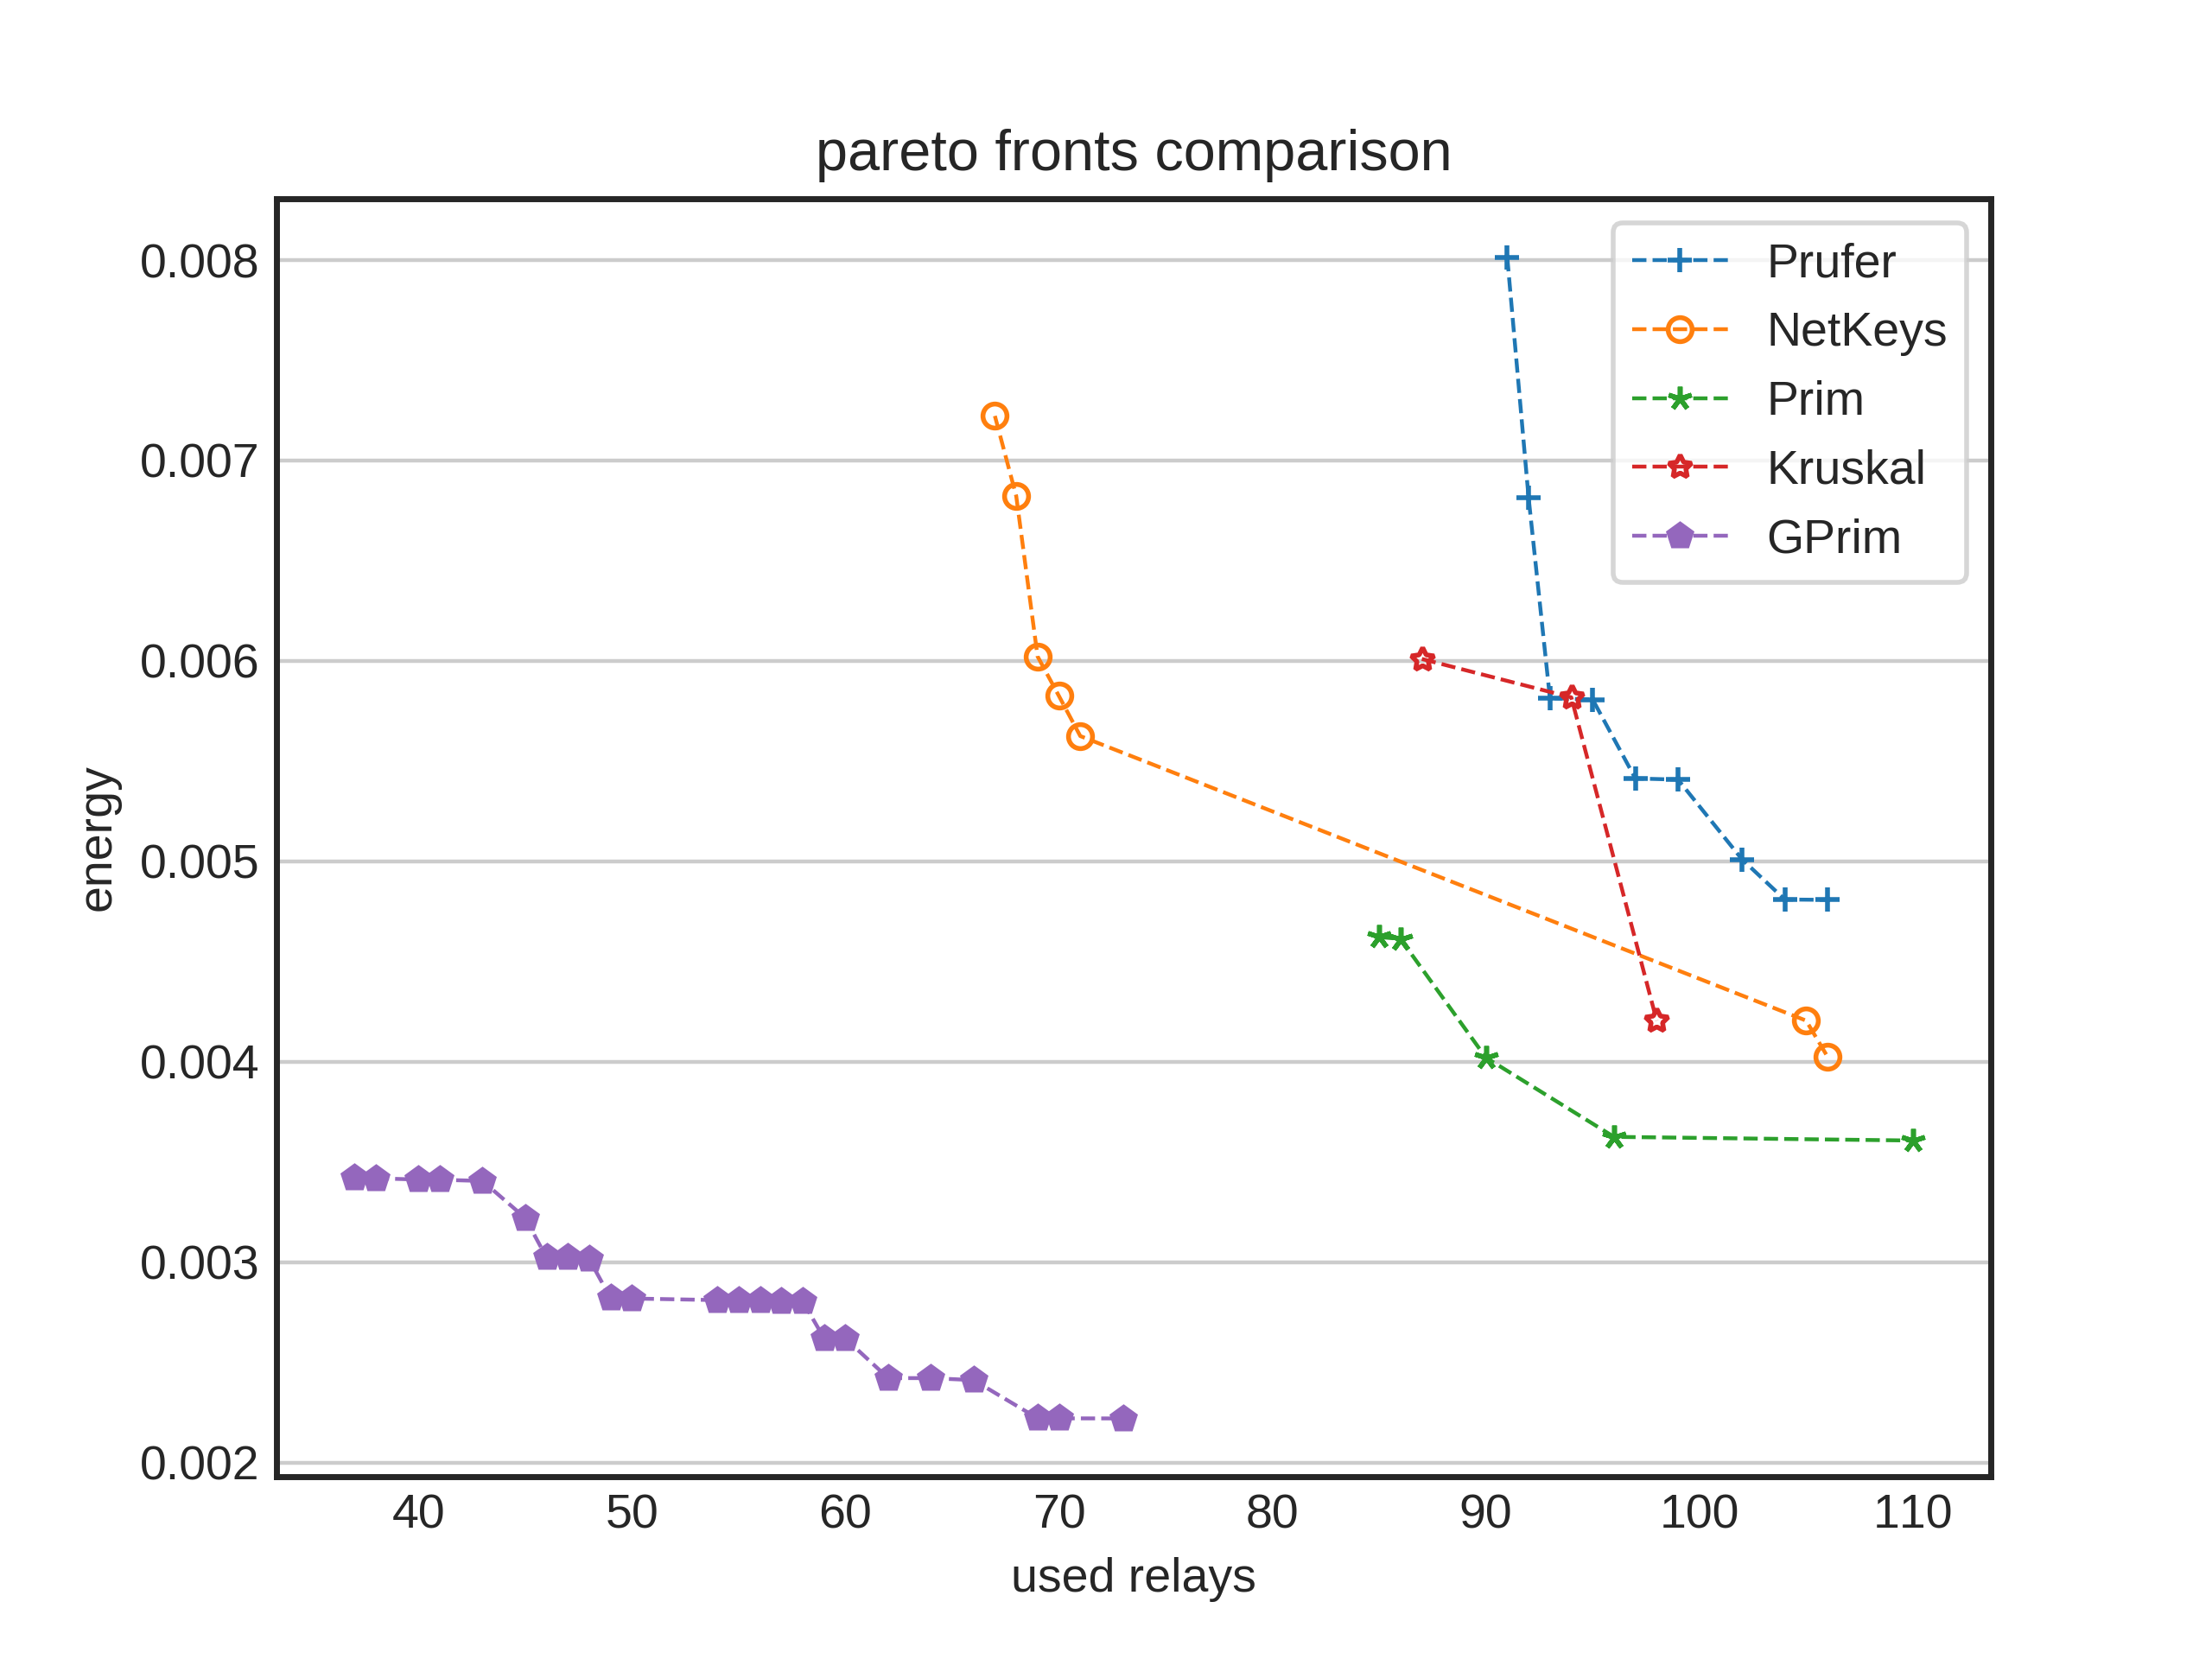 pareto fronts comparison
0.008
0.007
0.006
0.005
0.004
0.003
0.002
energy
Prufer
NetKeys
Prim
Kruskal
GPrim
40 50 60 70 80 90 100 110
used relays